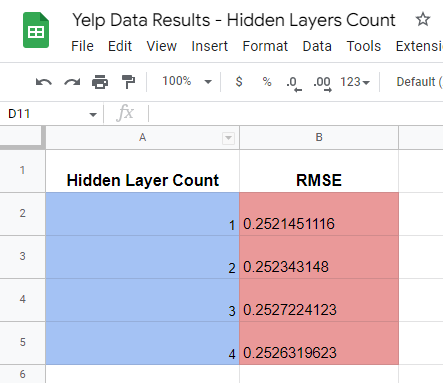 Yelp Data Results - Hidden Layers Count
File Edit View Insert Format Data Tools Extensi
100% $ % .0 .00 123 Default (
D11 fx
A B
1 Hidden Layer Count RMSE
2 1 0.2521451116
3 2 0.252343148
4 3 0.2527224123
5 4 0.2526319623
6